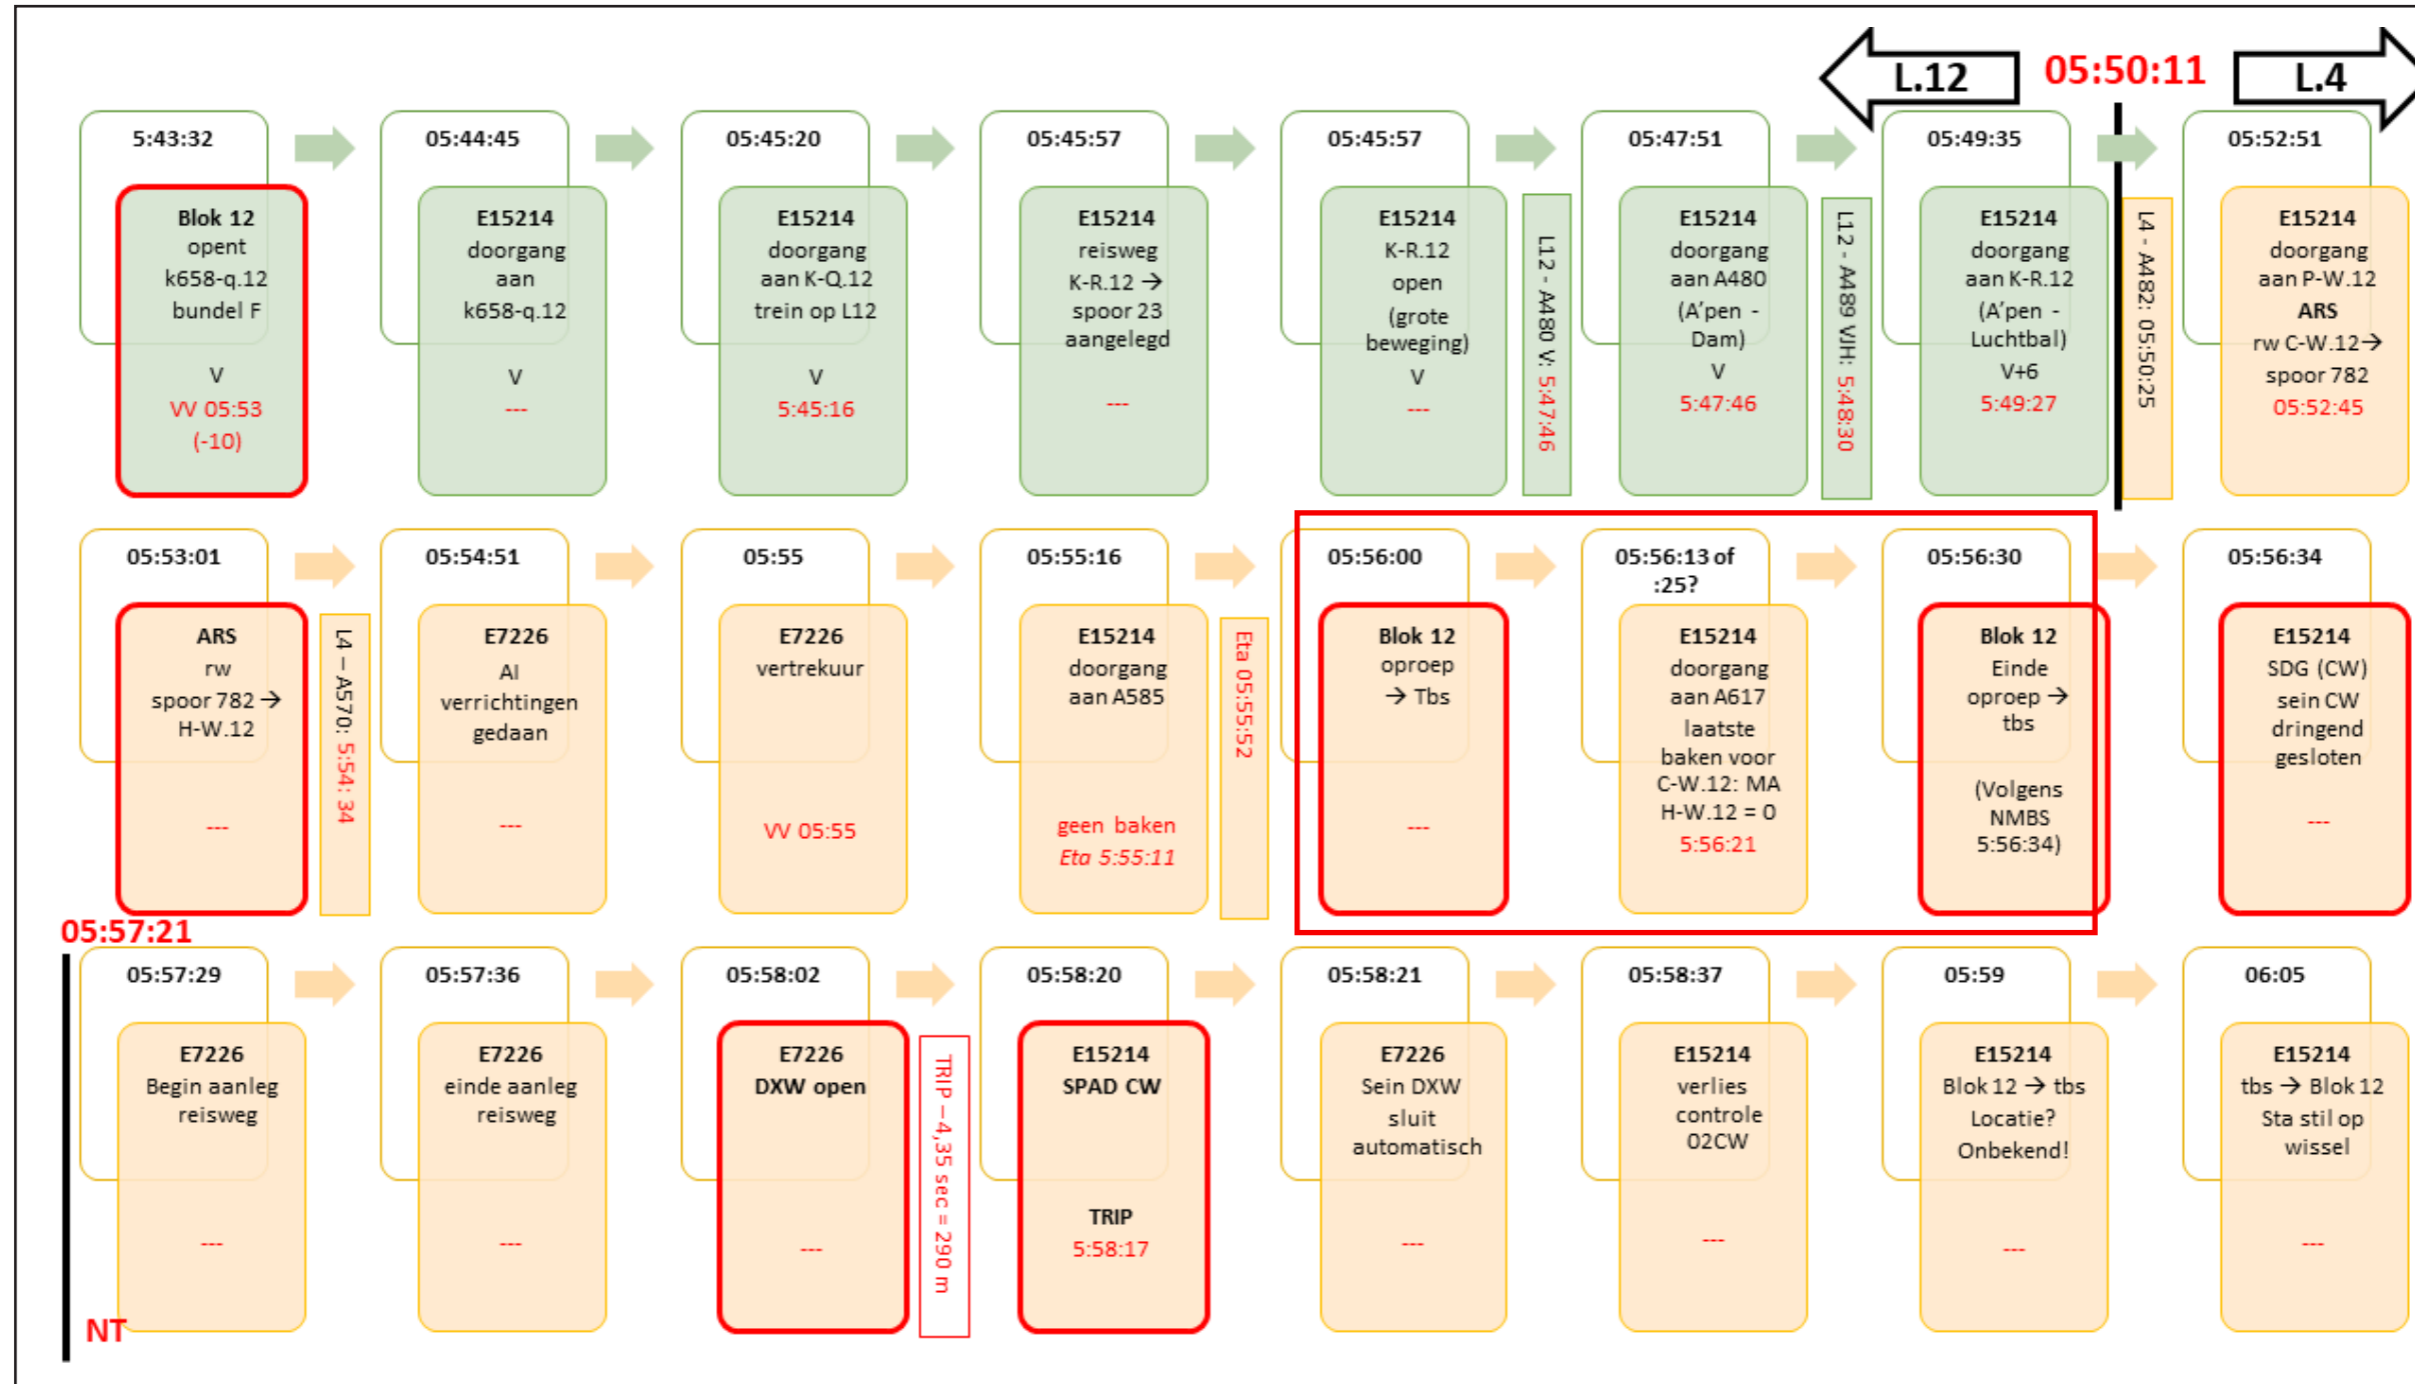 L.12
05:50:11
L.4
5:43:32
Blok 12
opent
k658-q.12
bundel F
V
VV 05:53
(-10)
05:44:45
E15214
doorgang
aan
k658-q.12
V
---
05:45:20
E15214
doorgang
aan K-Q.12
trein op L12
V
5:45:16
05:45:57
E15214
reisweg
K-R.12 →
spoor 23
aangelegd
---
05:45:57
E15214
K-R.12
open
(grote
beweging)
V
---
L12 - A480 V: 5:47:46
05:47:51
E15214
doorgang
aan A480
(A'pen -
Dam)
V
5:47:46
L12 - A489 VJH: 5:48:30
05:49:35
E15214
doorgang
aan K-R.12
(A'pen -
Luchtbal)
V+6
5:49:27
L4 - A482: 05:50:25
05:52:51
E15214
doorgang
aan P-W.12
ARS
rw C-W.12→
spoor 782
05:52:45
05:53:01
ARS
rw
spoor 782 →
H-W.12
---
L4 – A570: 5:54: 34
05:54:51
E7226
AI
verrichtingen
gedaan
---
05:55
E7226
vertrekuur
VV 05:55
05:55:16
E15214
doorgang
aan A585
geen baken
Eta 5:55:11
Eta 05:55:52
05:56:00
Blok 12
oproep
→ Tbs
---
05:56:13 of
:25?
E15214
doorgang
aan A617
laatste
baken voor
C-W.12: MA
H-W.12 = 0
5:56:21
05:56:30
Blok 12
Einde
oproep →
tbs
(Volgens
NMBS
5:56:34)
05:56:34
E15214
SDG (CW)
sein CW
dringend
gesloten
---
05:57:21
NT
05:57:29
E7226
Begin aanleg
reisweg
---
05:57:36
E7226
einde aanleg
reisweg
---
05:58:02
E7226
DXW open
---
TRIP –4,35 sec = 290 m
05:58:20
E15214
SPAD CW
TRIP
5:58:17
05:58:21
E7226
Sein DXW
sluit
automatisch
---
05:58:37
E15214
verlies
controle
02CW
---
05:59
E15214
Blok 12 → tbs
Locatie?
Onbekend!
---
06:05
E15214
tbs → Blok 12
Sta stil op
wissel
---